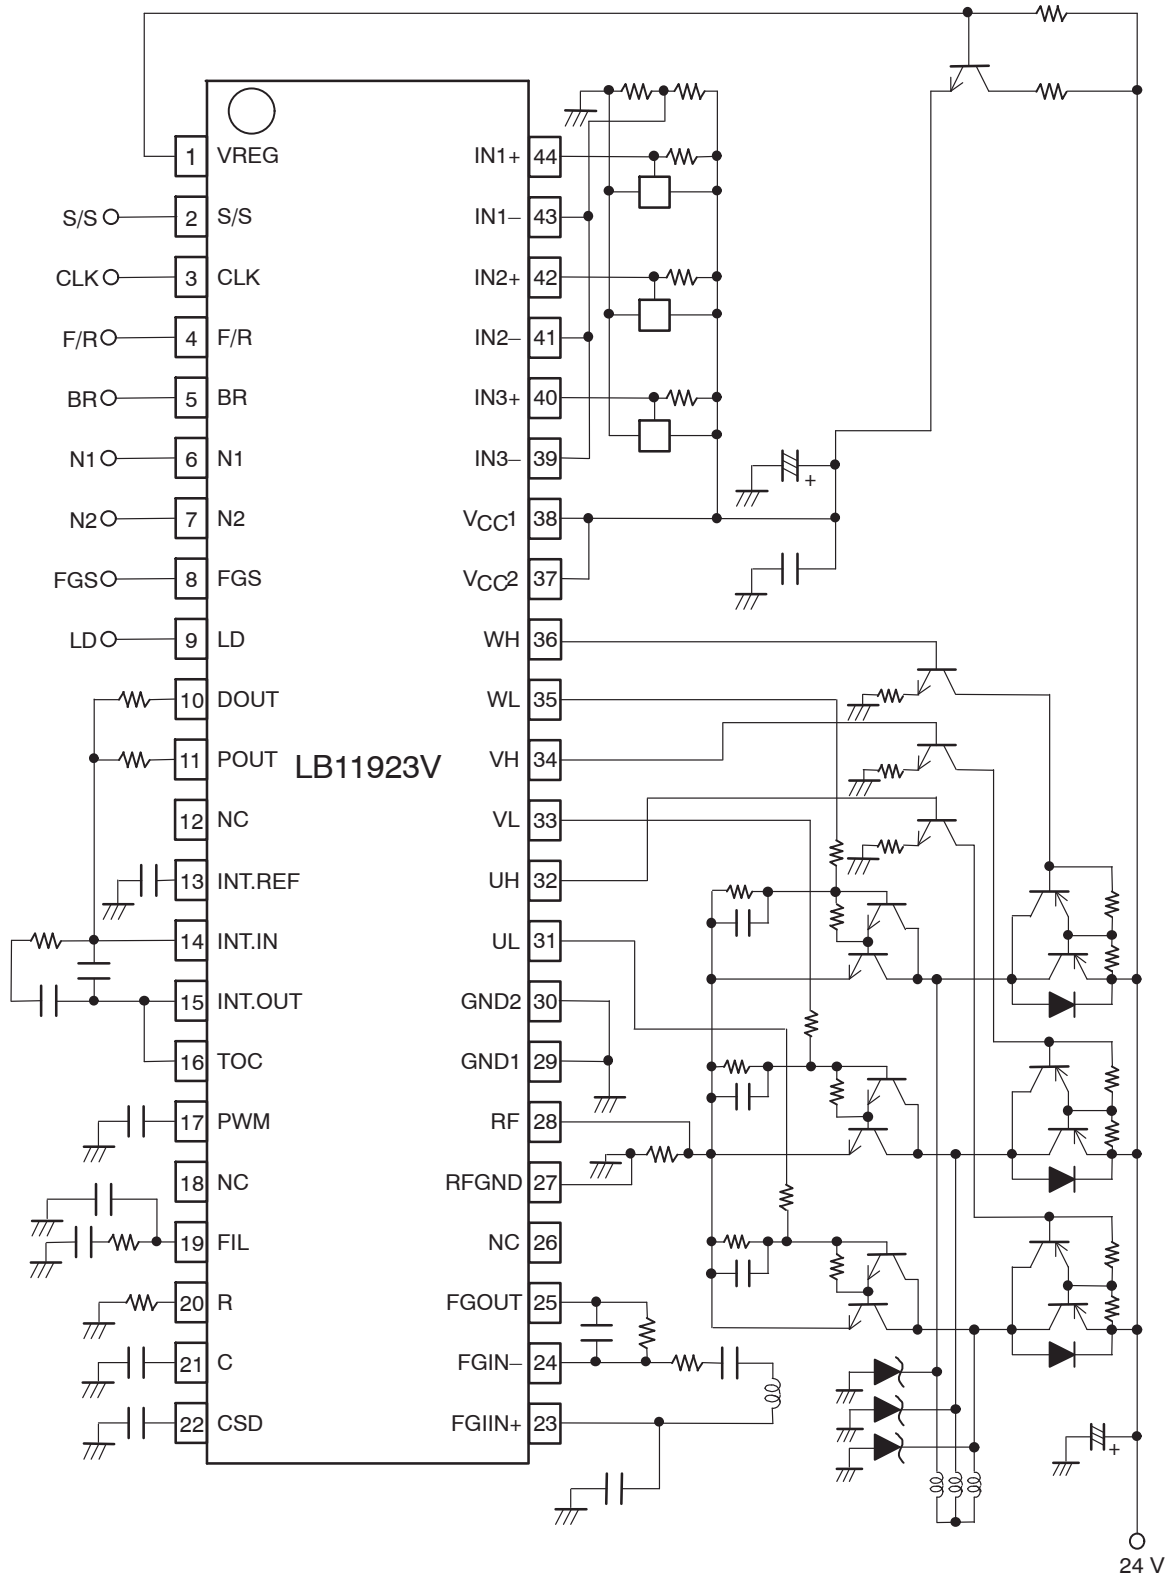 1 VREG
S/S 2 S/S
CLK 3 CLK
F/R 4 F/R
BR 5 BR
N1 6 N1
N2 7 N2
FGS 8 FGS
LD 9 LD
10 DOUT
11 POUT
12 NC
13 INT.REF
14 INT.IN
15 INT.OUT
16 TOC
17 PWM
18 NC
19 FIL
20 R
21 C
22 CSD
LB11923V
IN1+ 44
IN1– 43
IN2+ 42
IN2– 41
IN3+ 40
IN3– 39
VCC1 38
VCC2 37
WH 36
WL 35
VH 34
VL 33
UH 32
UL 31
GND2 30
GND1 29
RF 28
RFGND 27
NC 26
FGOUT 25
FGIN– 24
FGIIN+ 23
+
+
24 V